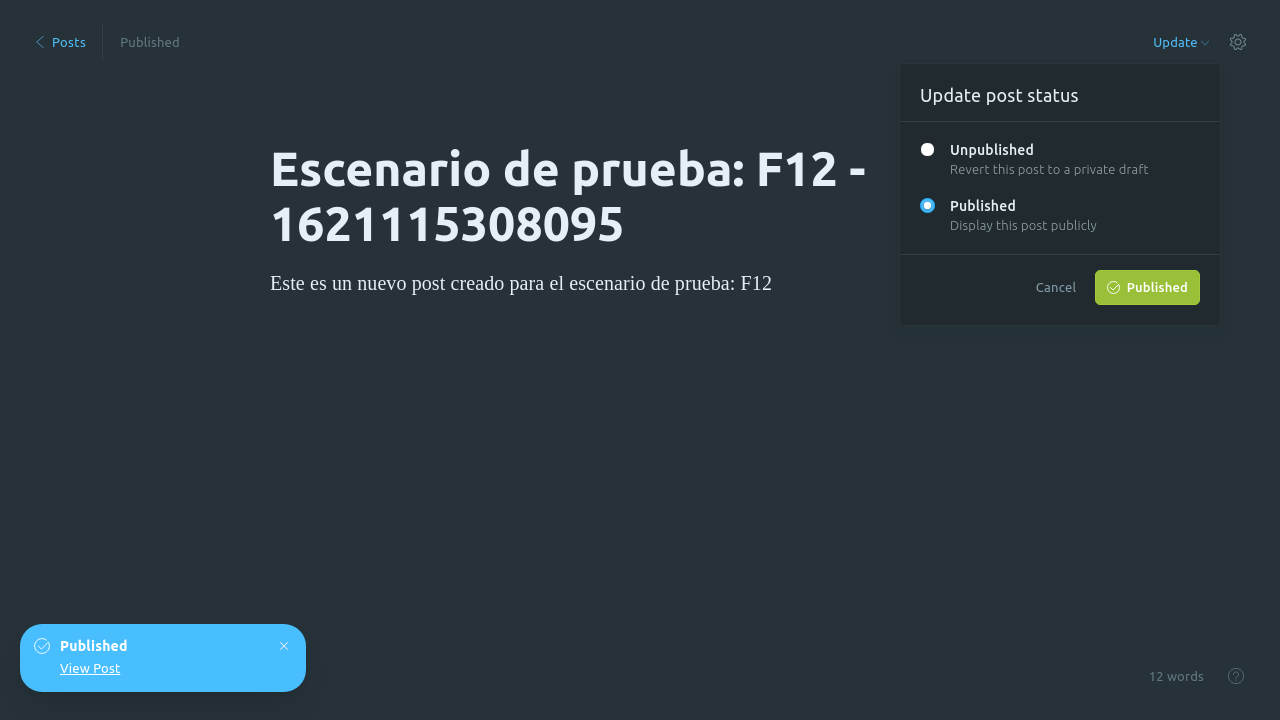 Posts
Published
Update
Update post status
Unpublished
Revert this post to a private draft
Published
Display this post publicly
Cancel
Published
Escenario de prueba: F12 -
1621115308095
Este es un nuevo post creado para el escenario de prueba: F12
Published
View Post
12 words